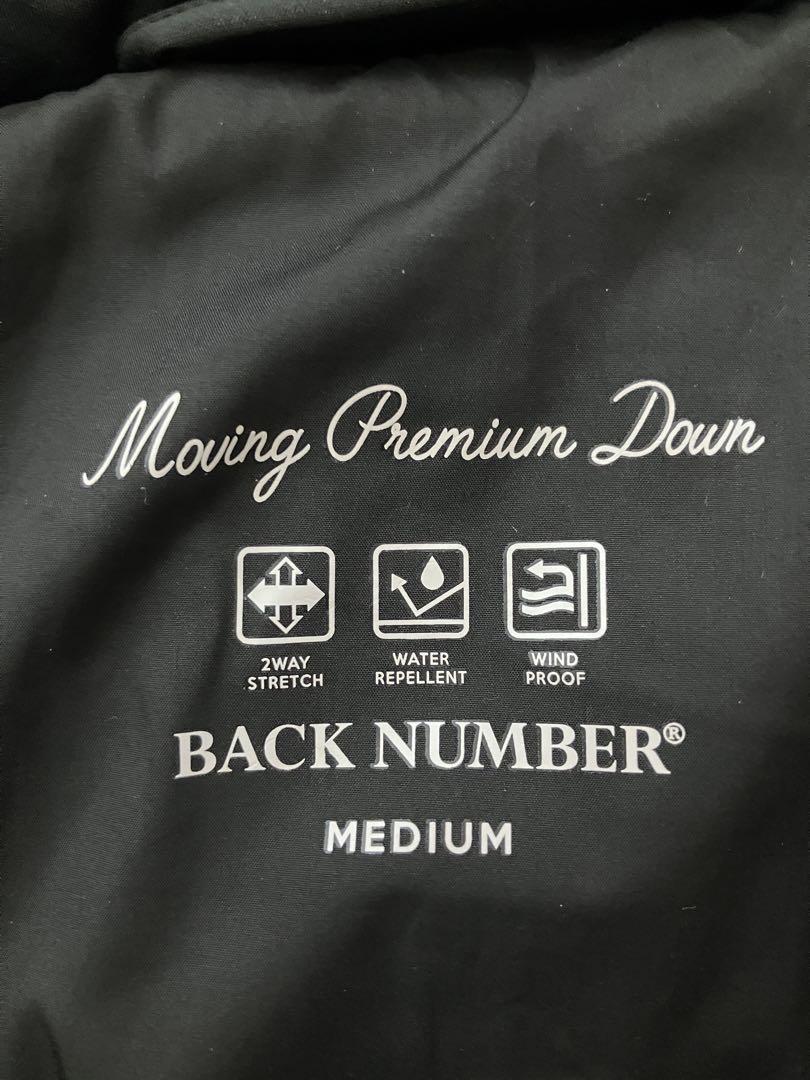 Moving Premium Down
2WAY STRETCH
WATER REPELLENT
WIND PROOF
BACK NUMBER®
MEDIUM